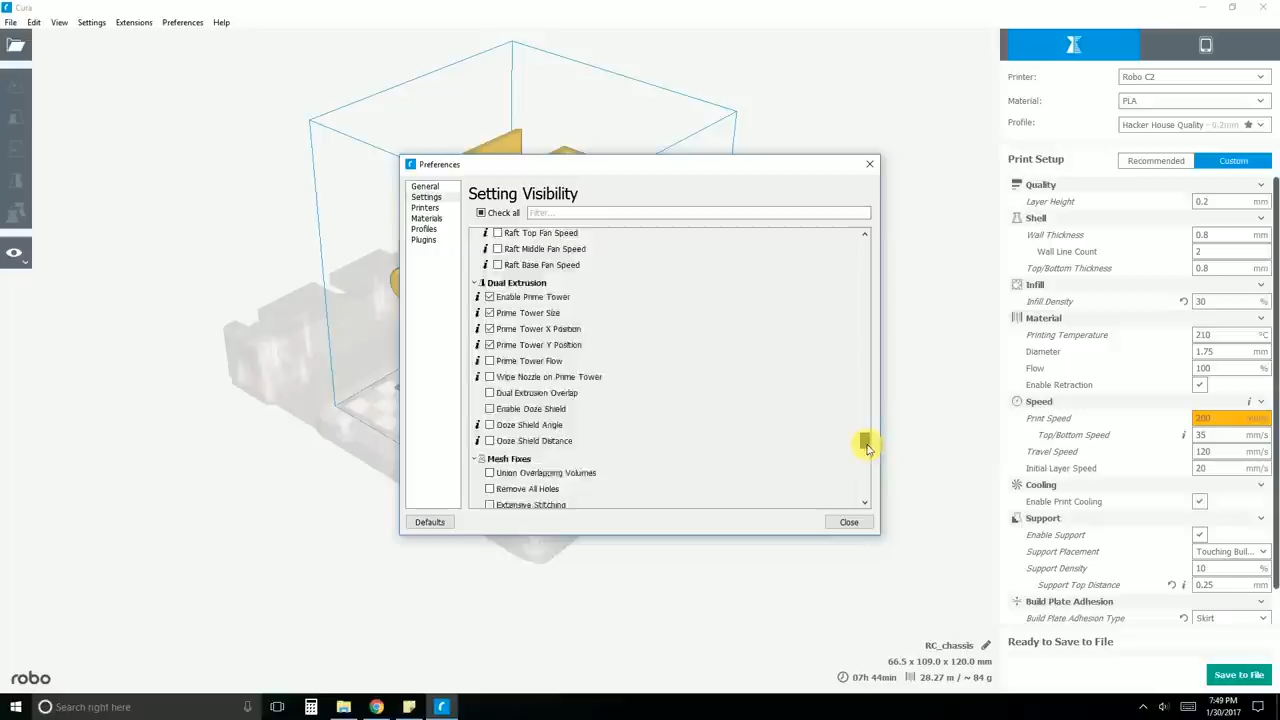 Cura
File Edit View Settings Extensions Preferences Help
Printer: Robo C2
Material: PLA
Profile: Hacker House Quality - 0.2mm
Print Setup Recommended Custom
Quality
Layer Height 0.2 mm
Shell
Wall Thickness 0.8 mm
Wall Line Count 2
Top/Bottom Thickness 0.8 mm
Infill
Infill Density 30 %
Material
Printing Temperature 210 °C
Diameter 1.75 mm
Flow 100 %
Enable Retraction
Speed
Print Speed 200 mm/s
Top/Bottom Speed 35 mm/s
Travel Speed 120 mm/s
Initial Layer Speed 20 mm/s
Cooling
Enable Print Cooling
Support
Enable Support
Support Placement Touching Buil...
Support Density 10 %
Support Top Distance 0.25 mm
Build Plate Adhesion
Build Plate Adhesion Type Skirt
Ready to Save to File
Save to File
Preferences
General
Settings
Printers
Materials
Profiles
Plugins
Setting Visibility
Check all Filter...
Raft Top Fan Speed
Raft Middle Fan Speed
Raft Base Fan Speed
Dual Extrusion
Enable Prime Tower
Prime Tower Size
Prime Tower X Position
Prime Tower Y Position
Prime Tower Flow
Wipe Nozzle on Prime Tower
Dual Extrusion Overlap
Enable Ooze Shield
Ooze Shield Angle
Ooze Shield Distance
Mesh Fixes
Union Overlapping Volumes
Remove All Holes
Extensive Stitching
Defaults Close
RC_chassis
66.5 x 109.0 x 120.0 mm
07h 44min 28.27 m / ~ 84 g
robo
Search right here
7:49 PM
1/30/2017